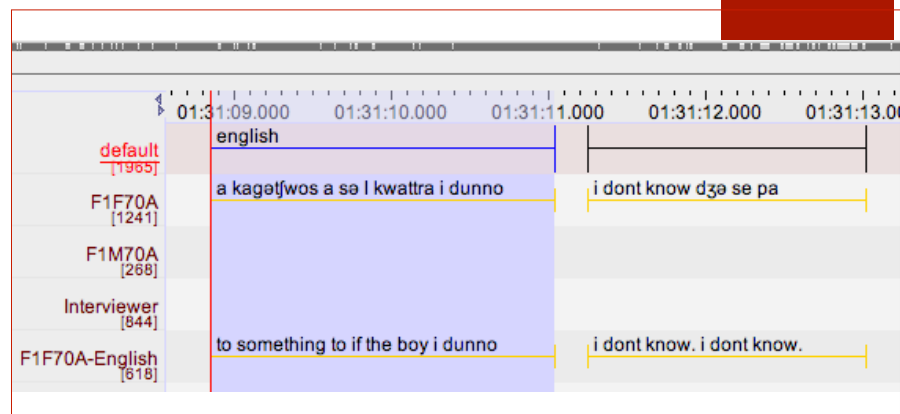 01:31:09.000 01:31:10.000 01:31:11.000 01:31:12.000 01:31:13.0
default english
[1965]
F1F70A a kagətʃwos a sə l kwattra i dunno i dont know dʒə se pa
[1241]
F1M70A
[268]
Interviewer
[844]
F1F70A-English to something to if the boy i dunno i dont know. i dont know.
[618]